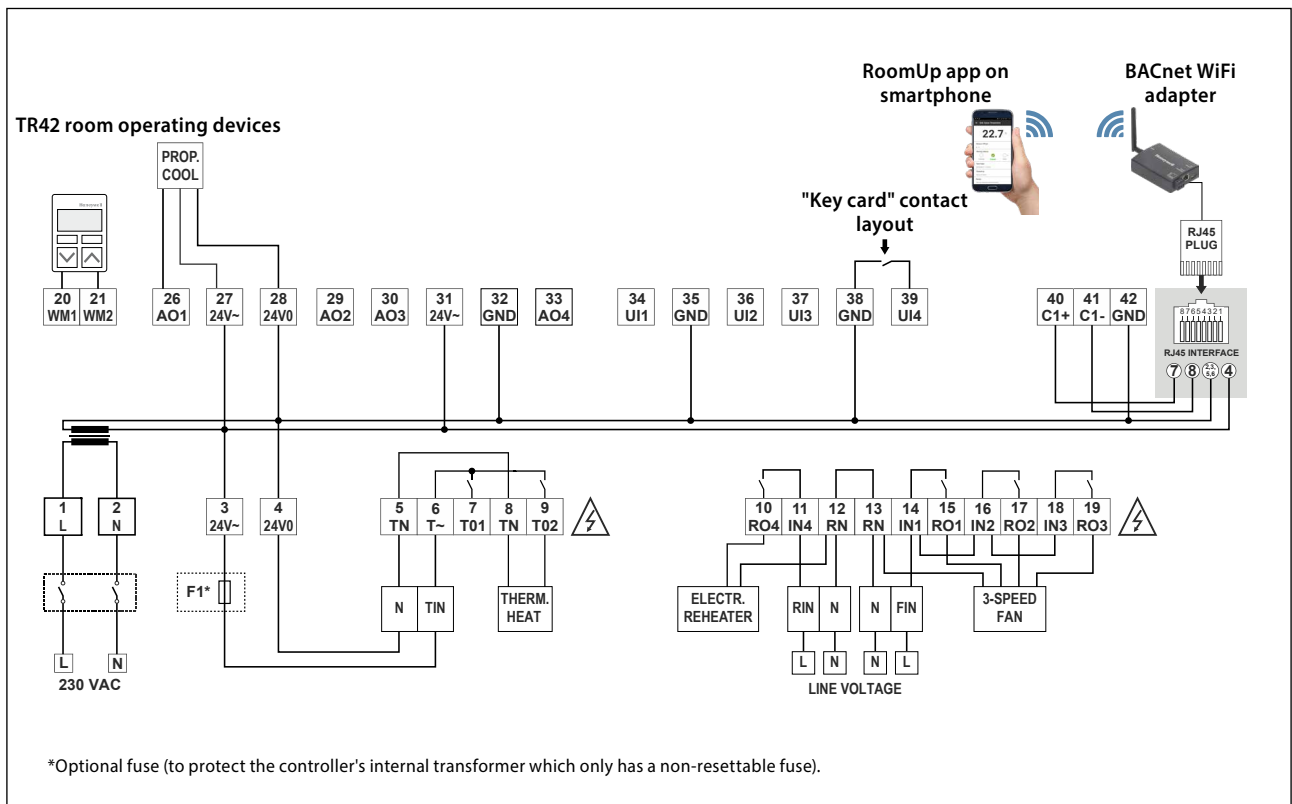 RoomUp app on
smartphone
BACnet WiFi
adapter
TR42 room operating devices
PROP.
COOL
22.7
Honeywell
"Key card" contact
layout
RJ45
PLUG
20 21 26 27 28 29 30 31 32 33 34 35 36 37 38 39 40 41 42
WM1 WM2 AO1 24V~ 24V0 AO2 AO3 24V~ GND AO4 UI1 GND UI2 UI3 GND UI4 C1+ C1- GND
87654321
RJ45 INTERFACE
7 8 2,3, 5,6 4
1 2 3 4 5 6 7 8 9 10 11 12 13 14 15 16 17 18 19
L N 24V~ 24V0 TN T~ T01 TN T02 RO4 IN4 RN RN IN1 RO1 IN2 RO2 IN3 RO3
F1*
N TIN
THERM.
HEAT
ELECTR.
REHEATER
RIN N N FIN
3-SPEED
FAN
L N
L N N L
230 VAC
LINE VOLTAGE
*Optional fuse (to protect the controller's internal transformer which only has a non-resettable fuse).